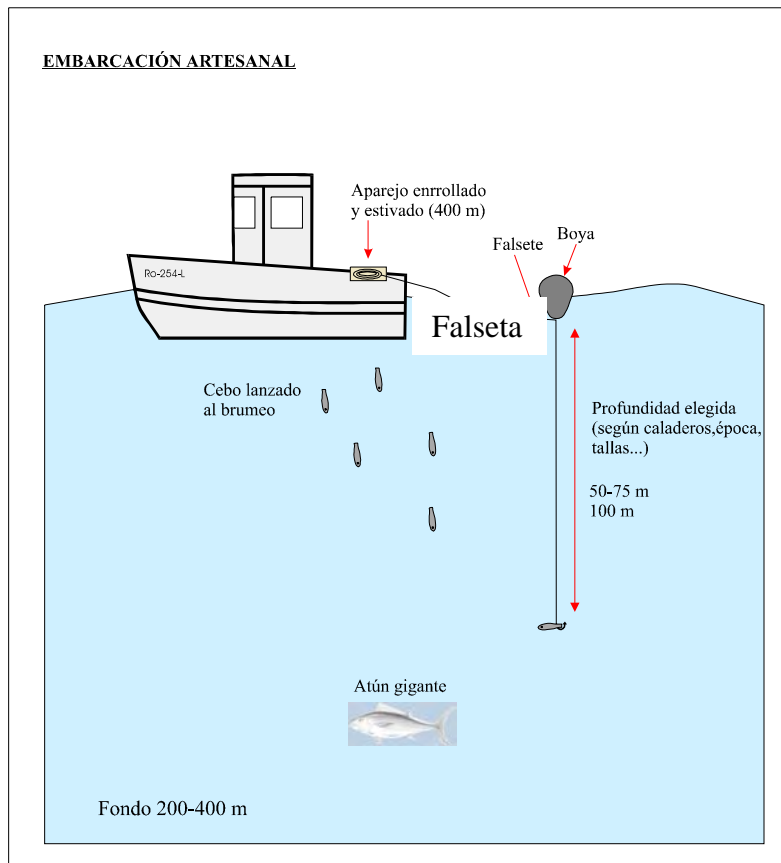 EMBARCACIÓN ARTESANAL
Aparejo enrrollado
y estivado (400 m)
Falsete
Boya
Ro-254-L
Falseta
Cebo lanzado
al brumeo
Profundidad elegida
(según caladeros,época,
tallas...)
50-75 m
100 m
Atún gigante
Fondo 200-400 m